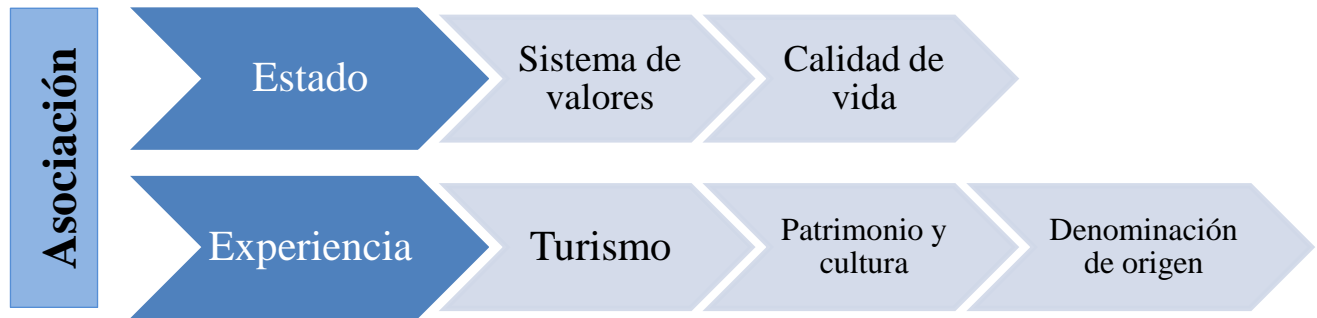 Asociación
Estado
Sistema de
valores
Calidad de
vida
Experiencia
Turismo
Patrimonio y
cultura
Denominación
de origen